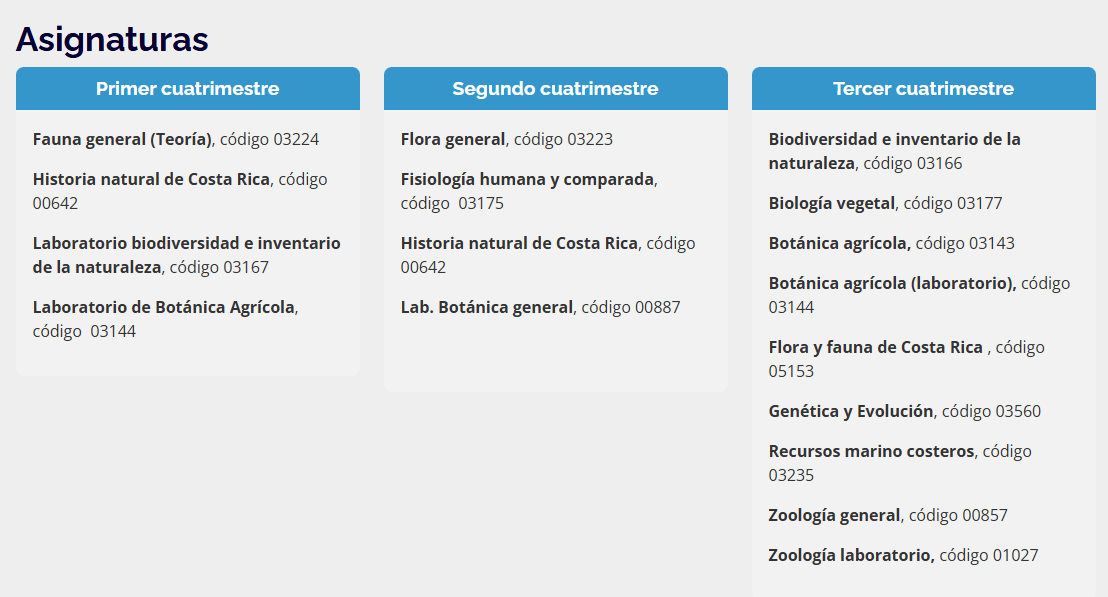 Asignaturas
Primer cuatrimestre
Fauna general (Teoría), código 03224
Historia natural de Costa Rica, código
00642
Laboratorio biodiversidad e inventario
de la naturaleza, código 03167
Laboratorio de Botánica Agrícola,
código  03144
Segundo cuatrimestre
Flora general, código 03223
Fisiología humana y comparada,
código  03175
Historia natural de Costa Rica, código
00642
Lab. Botánica general, código 00887
Tercer cuatrimestre
Biodiversidad e inventario de la
naturaleza, código 03166
Biología vegetal, código 03177
Botánica agrícola, código 03143
Botánica agrícola (laboratorio), código
03144
Flora y fauna de Costa Rica , código
05153
Genética y Evolución, código 03560
Recursos marino costeros, código
03235
Zoología general, código 00857
Zoología laboratorio, código 01027